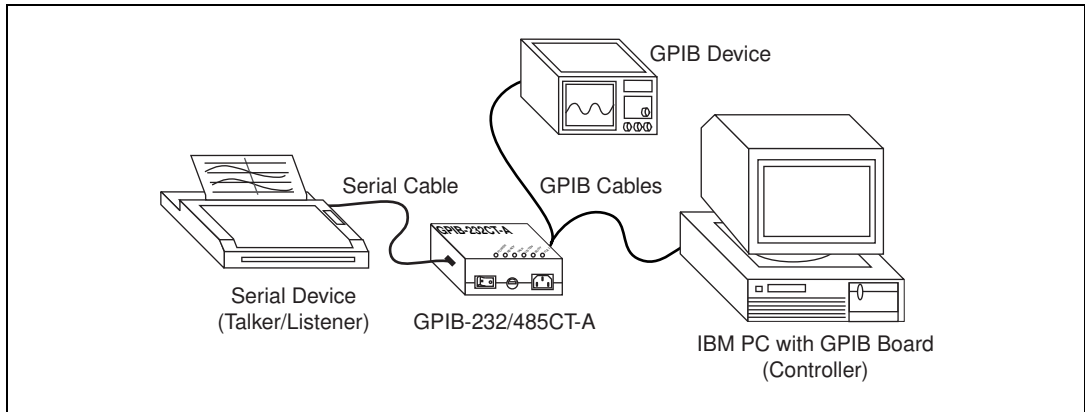 GPIB Device
Serial Cable
GPIB Cables
GPIB-232CT-A
Serial Device
(Talker/Listener)
GPIB-232/485CT-A
IBM PC with GPIB Board
(Controller)